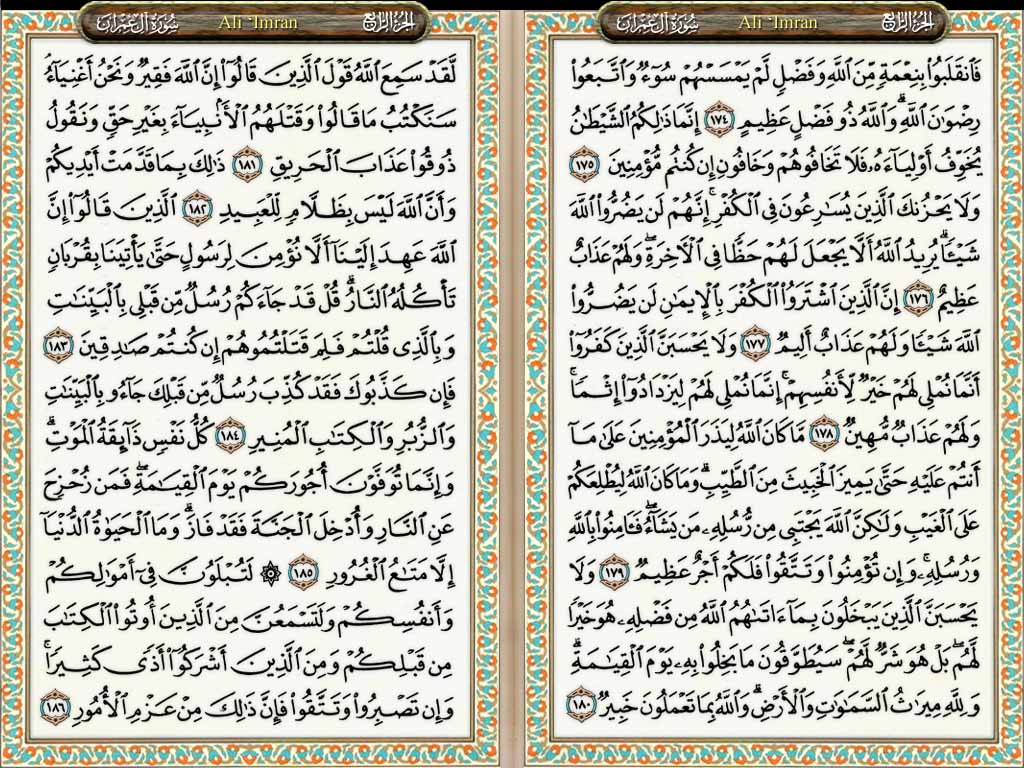 الجزء الرابع Ali `Imran سورة آل عمران
فَٱنقَلَبُوا۟ بِنِعْمَةٍ مِّنَ ٱللَّهِ وَفَضْلٍ لَّمْ يَمْسَسْهُمْ سُوٓءٌ وَٱتَّبَعُوا۟
رِضْوَٰنَ ٱللَّهِ ۗ وَٱللَّهُ ذُو فَضْلٍ عَظِيمٍ ١٧٤ إِنَّمَا ذَٰلِكُمُ ٱلشَّيْطَٰنُ
يُخَوِّفُ أَوْلِيَآءَهُۥ فَلَا تَخَافُوهُمْ وَخَافُونِ إِن كُنتُم مُّؤْمِنِينَ ١٧٥
وَلَا يَحْزُنكَ ٱلَّذِينَ يُسَٰرِعُونَ فِى ٱلْكُفْرِ ۚ إِنَّهُمْ لَن يَضُرُّوا۟ ٱللَّهَ
شَيْـًٔا ۗ يُرِيدُ ٱللَّهُ أَلَّا يَجْعَلَ لَهُمْ حَظًّا فِى ٱلْءَاخِرَةِ ۖ وَلَهُمْ عَذَابٌ
عَظِيمٌ ١٧٦ إِنَّ ٱلَّذِينَ ٱشْتَرَوُا۟ ٱلْكُفْرَ بِٱلْإِيمَٰنِ لَن يَضُرُّوا۟
ٱللَّهَ شَيْـًٔا وَلَهُمْ عَذَابٌ أَلِيمٌ ١٧٧ وَلَا يَحْسَبَنَّ ٱلَّذِينَ كَفَرُوٓا۟
أَنَّمَا نُمْلِى لَهُمْ خَيْرٌ لِّأَنفُسِهِمْ ۚ إِنَّمَا نُمْلِى لَهُمْ لِيَزْدَادُوٓا۟ إِثْمًا ۚ
وَلَهُمْ عَذَابٌ مُّهِينٌ ١٧٨ مَّا كَانَ ٱللَّهُ لِيَذَرَ ٱلْمُؤْمِنِينَ عَلَىٰ مَآ
أَنتُمْ عَلَيْهِ حَتَّىٰ يَمِيزَ ٱلْخَبِيثَ مِنَ ٱلطَّيِّبِ ۗ وَمَا كَانَ ٱللَّهُ لِيُطْلِعَكُمْ
عَلَى ٱلْغَيْبِ وَلَٰكِنَّ ٱللَّهَ يَجْتَبِى مِن رُّسُلِهِۦ مَن يَشَآءُ ۖ فَـَٔامِنُوا۟ بِٱللَّهِ
وَرُسُلِهِۦ ۚ وَإِن تُؤْمِنُوا۟ وَتَتَّقُوا۟ فَلَكُمْ أَجْرٌ عَظِيمٌ ١٧٩ وَلَا
يَحْسَبَنَّ ٱلَّذِينَ يَبْخَلُونَ بِمَآ ءَاتَىٰهُمُ ٱللَّهُ مِن فَضْلِهِۦ هُوَ خَيْرًا
لَّهُم ۖ بَلْ هُوَ شَرٌّ لَّهُمْ ۖ سَيُطَوَّقُونَ مَا بَخِلُوا۟ بِهِۦ يَوْمَ ٱلْقِيَٰمَةِ ۗ
وَلِلَّهِ مِيرَٰثُ ٱلسَّمَٰوَٰتِ وَٱلْأَرْضِ ۗ وَٱللَّهُ بِمَا تَعْمَلُونَ خَبِيرٌ ١٨٠
الجزء الرابع Ali `Imran سورة آل عمران
لَّقَدْ سَمِعَ ٱللَّهُ قَوْلَ ٱلَّذِينَ قَالُوٓا۟ إِنَّ ٱللَّهَ فَقِيرٌ وَنَحْنُ أَغْنِيَآءُ ۘ
سَنَكْتُبُ مَا قَالُوا۟ وَقَتْلَهُمُ ٱلْأَنۢبِيَآءَ بِغَيْرِ حَقٍّ وَنَقُولُ
ذُوقُوا۟ عَذَابَ ٱلْحَرِيقِ ١٨١ ذَٰلِكَ بِمَا قَدَّمَتْ أَيْدِيكُمْ
وَأَنَّ ٱللَّهَ لَيْسَ بِظَلَّامٍ لِّلْعَبِيدِ ١٨٢ ٱلَّذِينَ قَالُوٓا۟ إِنَّ
ٱللَّهَ عَهِدَ إِلَيْنَآ أَلَّا نُؤْمِنَ لِرَسُولٍ حَتَّىٰ يَأْتِيَنَا بِقُرْبَانٍ
تَأْكُلُهُ ٱلنَّارُ ۗ قُلْ قَدْ جَآءَكُمْ رُسُلٌ مِّن قَبْلِى بِٱلْبَيِّنَٰتِ
وَبِٱلَّذِى قُلْتُمْ فَلِمَ قَتَلْتُمُوهُمْ إِن كُنتُمْ صَٰدِقِينَ ١٨٣
فَإِن كَذَّبُوكَ فَقَدْ كُذِّبَ رُسُلٌ مِّن قَبْلِكَ جَآءُو بِٱلْبَيِّنَٰتِ
وَٱلزُّبُرِ وَٱلْكِتَٰبِ ٱلْمُنِيرِ ١٨٤ كُلُّ نَفْسٍ ذَآئِقَةُ ٱلْمَوْتِ ۗ
وَإِنَّمَا تُوَفَّوْنَ أُجُورَكُمْ يَوْمَ ٱلْقِيَٰمَةِ ۖ فَمَن زُحْزِحَ
عَنِ ٱلنَّارِ وَأُدْخِلَ ٱلْجَنَّةَ فَقَدْ فَازَ ۗ وَمَا ٱلْحَيَوٰةُ ٱلدُّنْيَآ
إِلَّا مَتَٰعُ ٱلْغُرُورِ ١٨٥ ۞ لَتُبْلَوُنَّ فِىٓ أَمْوَٰلِكُمْ
وَأَنفُسِكُمْ وَلَتَسْمَعُنَّ مِنَ ٱلَّذِينَ أُوتُوا۟ ٱلْكِتَٰبَ
مِن قَبْلِكُمْ وَمِنَ ٱلَّذِينَ أَشْرَكُوٓا۟ أَذًى كَثِيرًا ۚ
وَإِن تَصْبِرُوا۟ وَتَتَّقُوا۟ فَإِنَّ ذَٰلِكَ مِنْ عَزْمِ ٱلْأُمُورِ ١٨٦